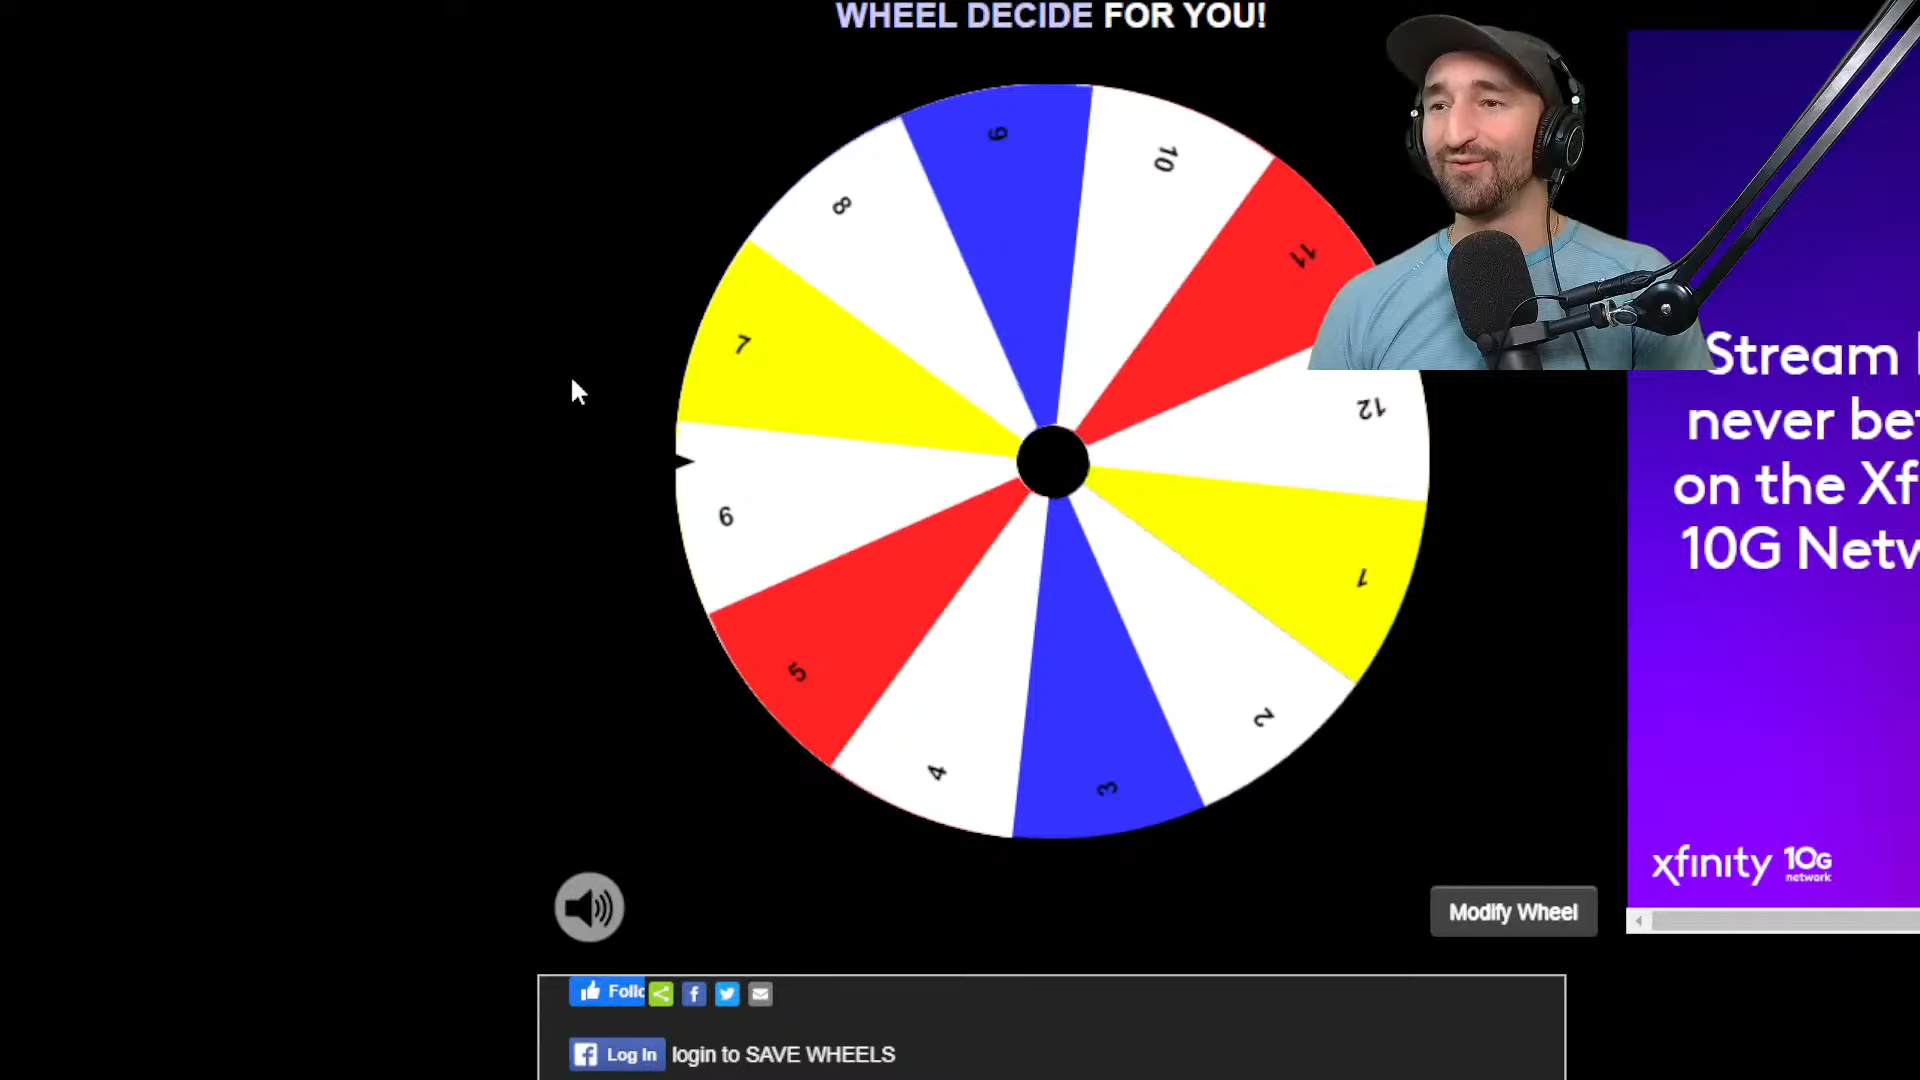 WHEEL DECIDE FOR YOU!
9
10
8
11
7
12
6
1
5
2
4
3
Stream
never be
on the Xf
10G Netw
xfinity 10G
network
Modify Wheel
Follo
Log In login to SAVE WHEELS